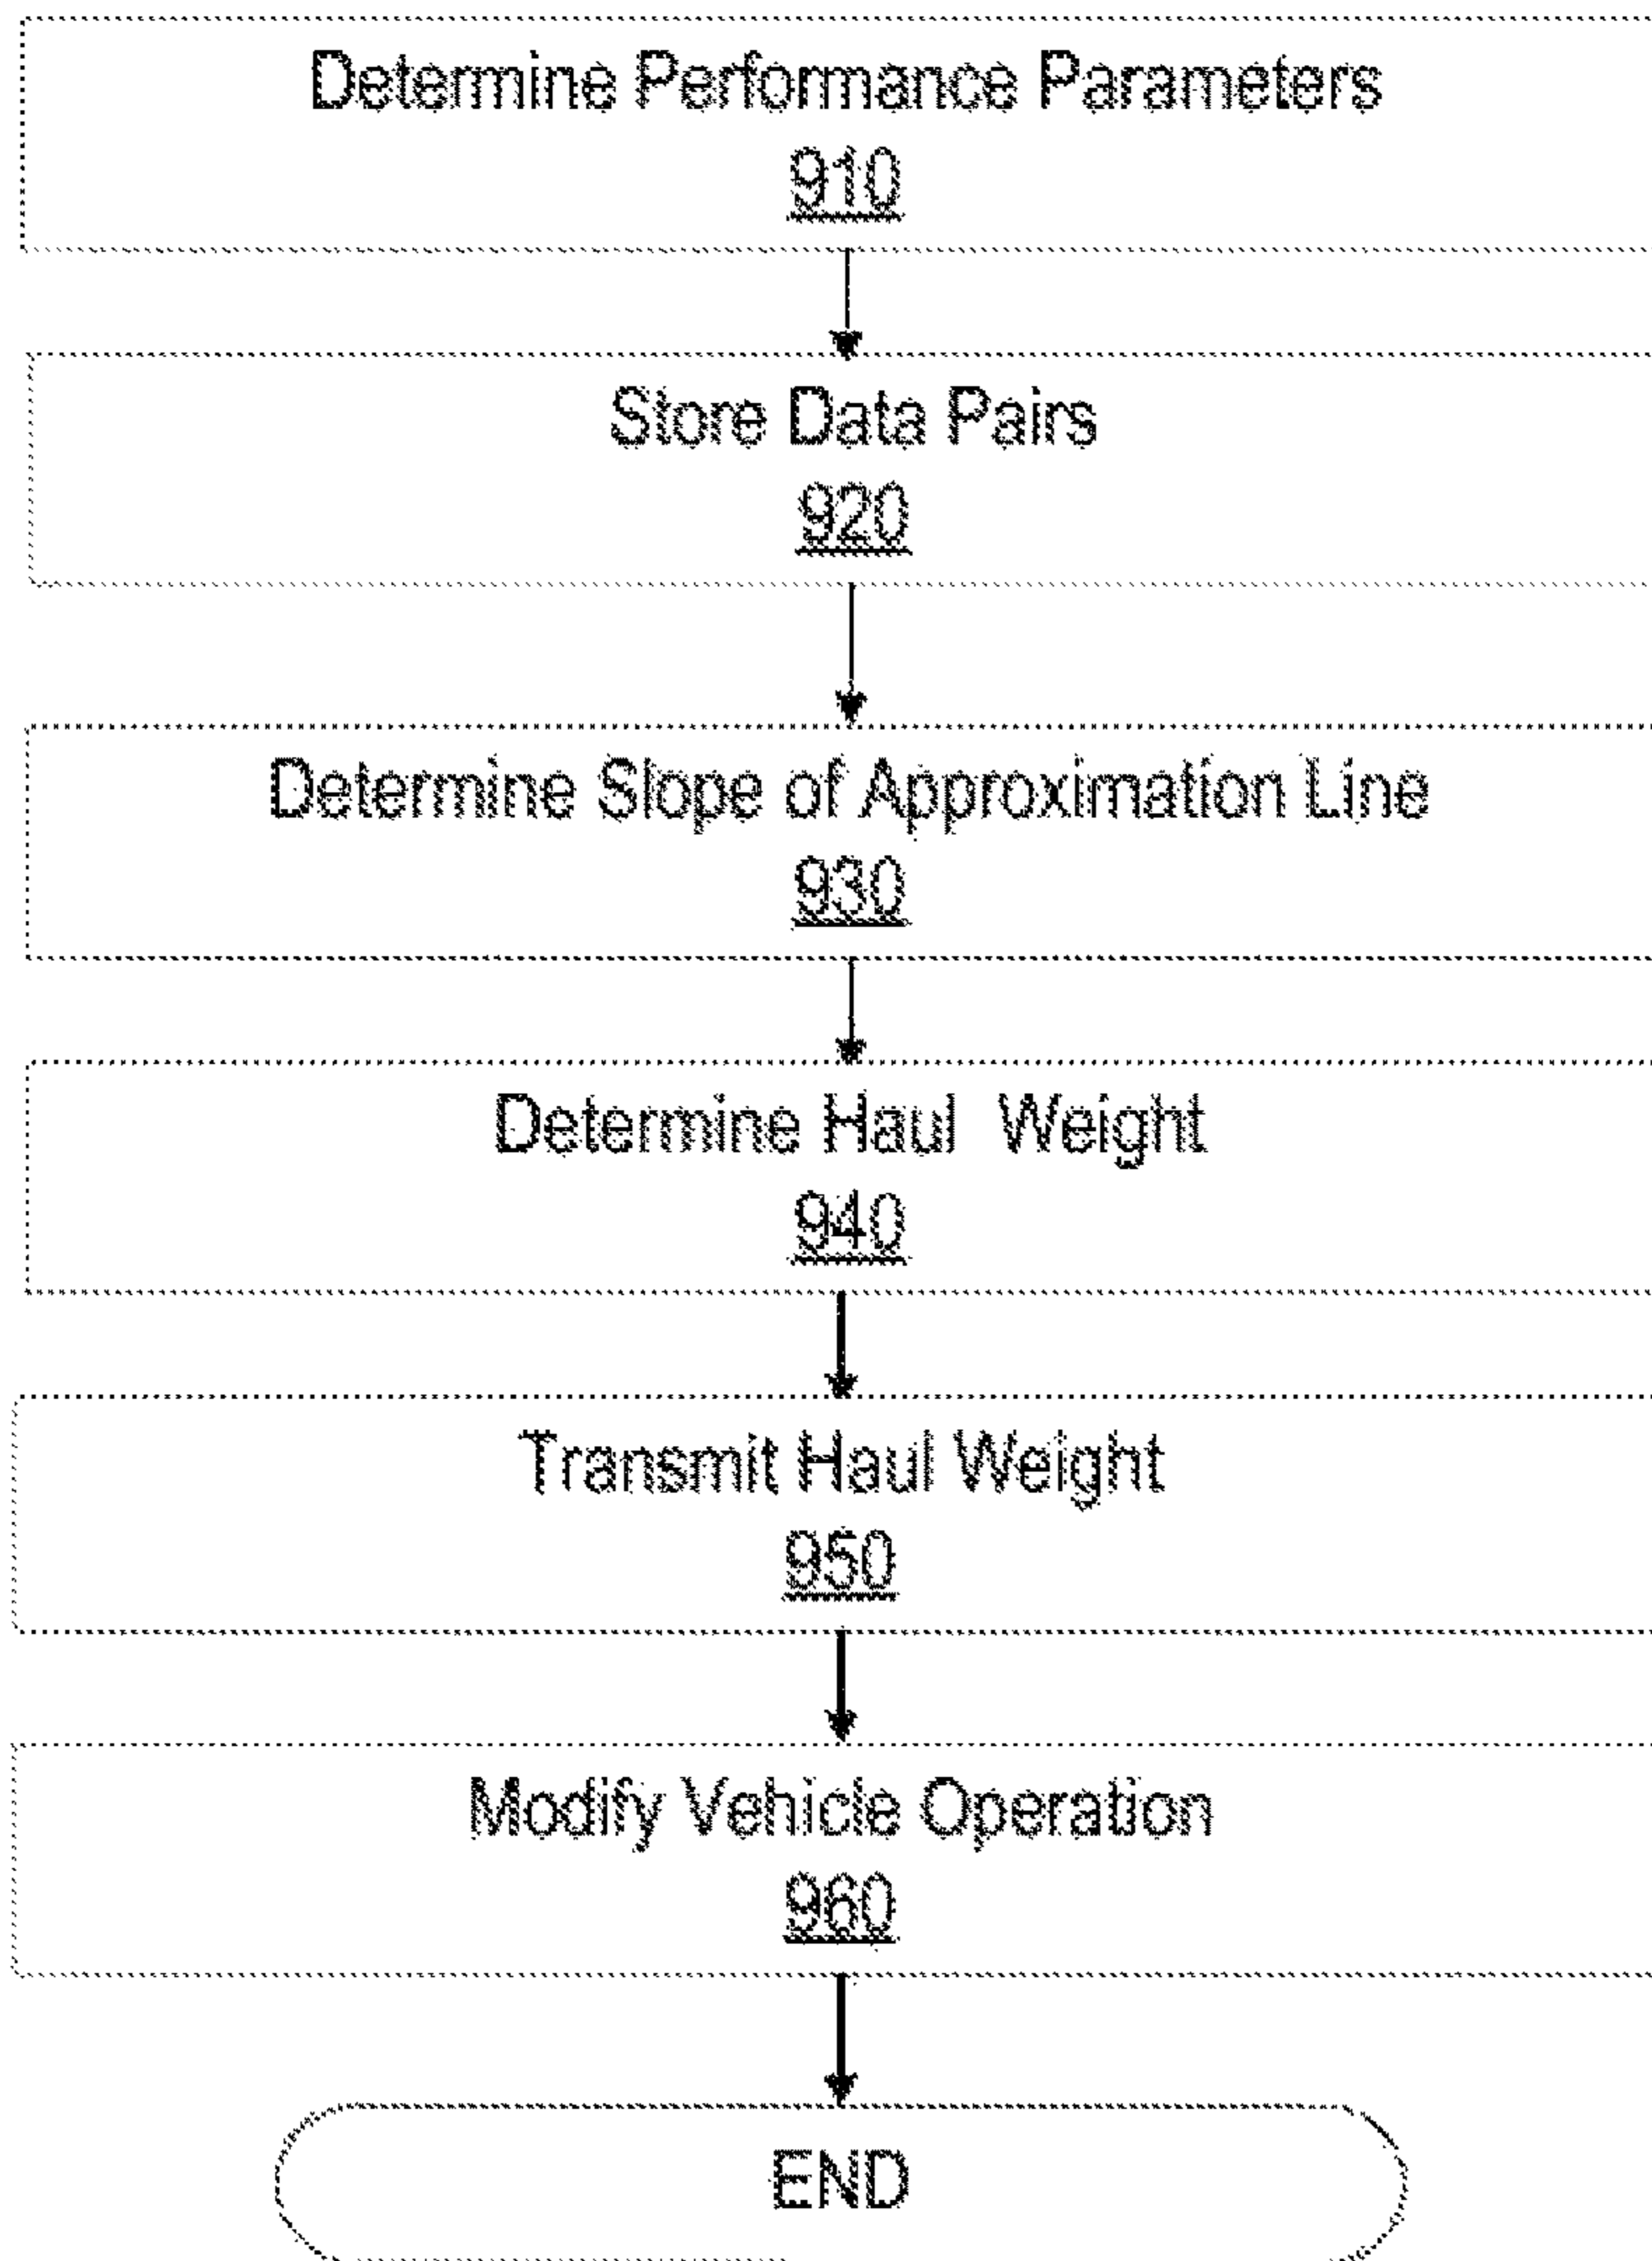 Determine Performance Parameters
910
Store Data Pairs
920
Determine Slope of Approximation Line
930
Determine Haul Weight
940
Transmit Haul Weight
950
Modify Vehicle Operation
960
END